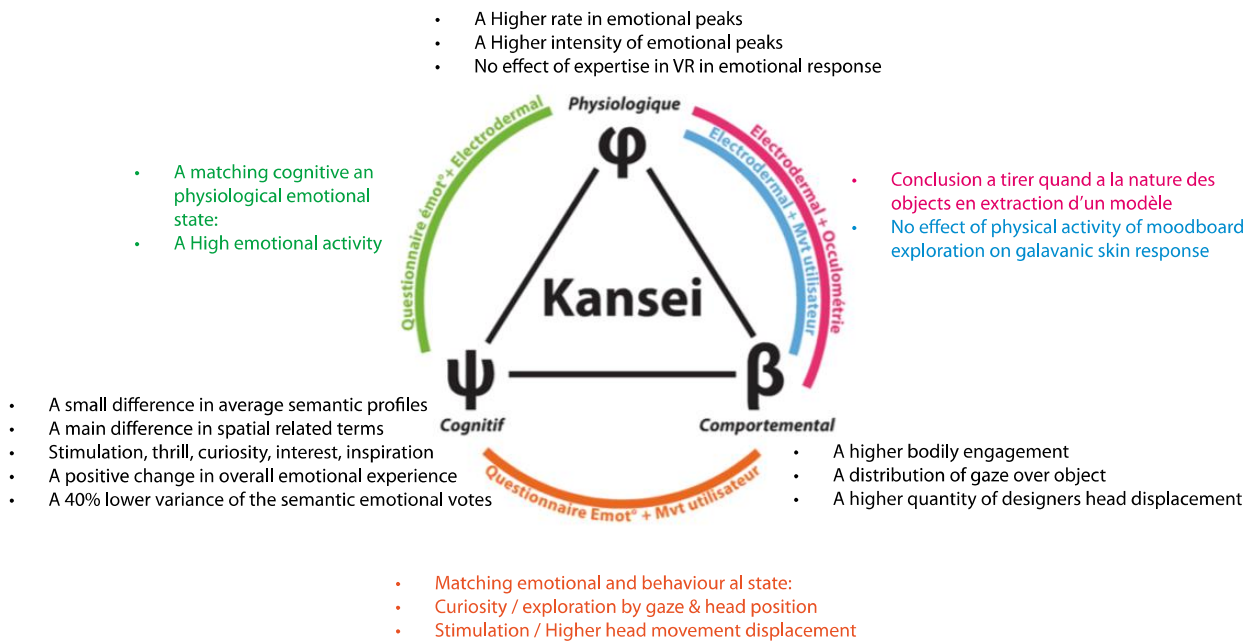 • A Higher rate in emotional peaks
• A Higher intensity of emotional peaks
• No effect of expertise in VR in emotional response
Physiologique
φ
Questionnaire émot° + Electrodermal
Electrodermal + Mvt utilisateur
Electrodermal + Occulométrie
• A matching cognitive an
physiological emotional
state:
• A High emotional activity
• Conclusion a tirer quand a la nature des
objects en extraction d'un modèle
• No effect of physical activity of moodboard
exploration on galavanic skin response
Kansei
ψ
β
Cognitif
Comportemental
• A small difference in average semantic profiles
• A main difference in spatial related terms
• Stimulation, thrill, curiosity, interest, inspiration
• A positive change in overall emotional experience
• A 40% lower variance of the semantic emotional votes
Questionnaire Emot° + Mvt utilisateur
• A higher bodily engagement
• A distribution of gaze over object
• A higher quantity of designers head displacement
• Matching emotional and behaviour al state:
• Curiosity / exploration by gaze & head position
• Stimulation / Higher head movement displacement